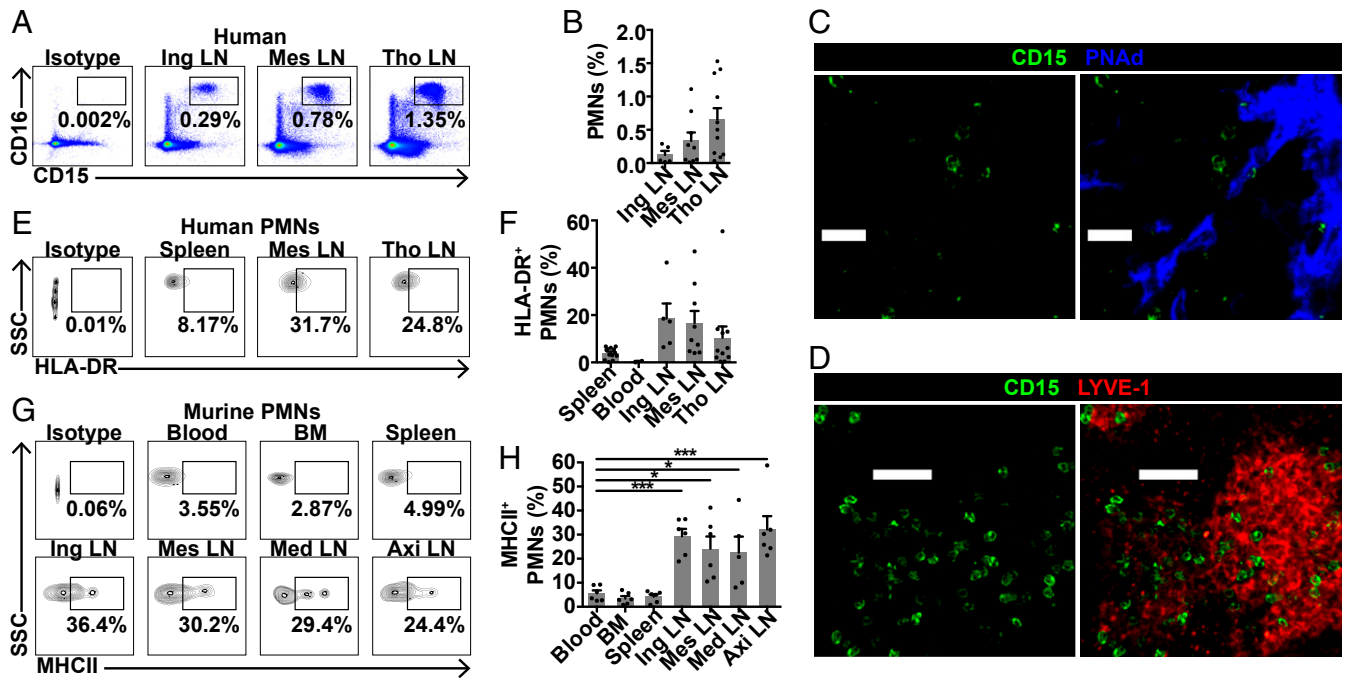 A
Human
Isotype Ing LN Mes LN Tho LN
0.002% 0.29% 0.78% 1.35%
CD16
CD15
B
PMNs (%)
2.0
1.5
1.0
0.5
0.0
Ing LN Mes LN Tho LN
C
CD15 PNAd
E
Human PMNs
Isotype Spleen Mes LN Tho LN
0.01% 8.17% 31.7% 24.8%
SSC
HLA-DR
F
HLA-DR+
PMNs (%)
60
40
20
0
Spleen Blood Ing LN Mes LN Tho LN
D
CD15 LYVE-1
G
Murine PMNs
Isotype Blood BM Spleen
0.06% 3.55% 2.87% 4.99%
Ing LN Mes LN Med LN Axi LN
36.4% 30.2% 29.4% 24.4%
SSC
MHCII
H
MHCII+
PMNs (%)
60
50
40
30
20
10
0
***
*
*
***
Blood BM Spleen Ing LN Mes LN Med LN Axi LN